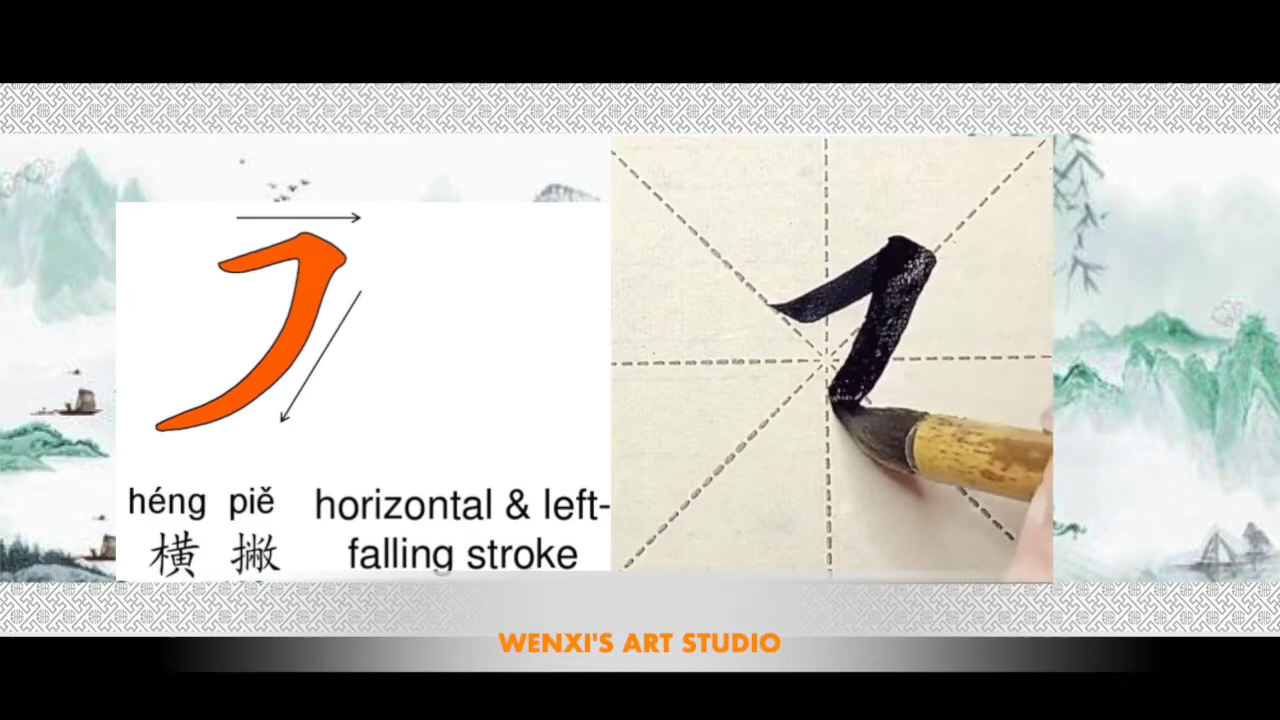 héng piě
横 撇
horizontal & left-
falling stroke
WENXI'S ART STUDIO